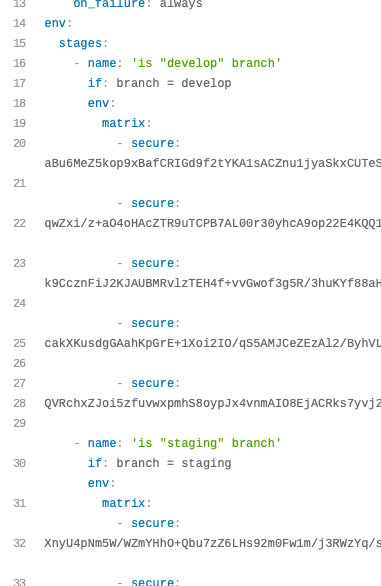 13 on_failure: always
14 env:
15 stages:
16 - name: 'is "develop" branch'
17 if: branch = develop
18 env:
19 matrix:
20 - secure:
aBu6MeZ5kop9xBafCRIGd9f2tYKA1sACZnu1jyaSkxCUTeS
21
- secure:
22 qwZxi/z+aO4oHAcZTR9uTCPB7AL00r30yhcA9op22E4KQQ1
23 - secure:
k9CcznFiJ2KJAUBMRvlzTEH4f+vvGwof3g5R/3huKYf88aH
24
- secure:
25 cakXKusdgGAahKpGrE+1Xoi2IO/qS5AMJCeZEzAl2/ByhVL
26
27 - secure:
28 QVRchxZJoi5zfuvwxpmhS8oypJx4vnmAIO8EjACRks7yvj2
29
- name: 'is "staging" branch'
30 if: branch = staging
env:
31 matrix:
- secure:
32 XnyU4pNm5W/WZmYHhO+Qbu7zZ6LHs92m0Fw1m/j3RWzYq/s
33 - secure: